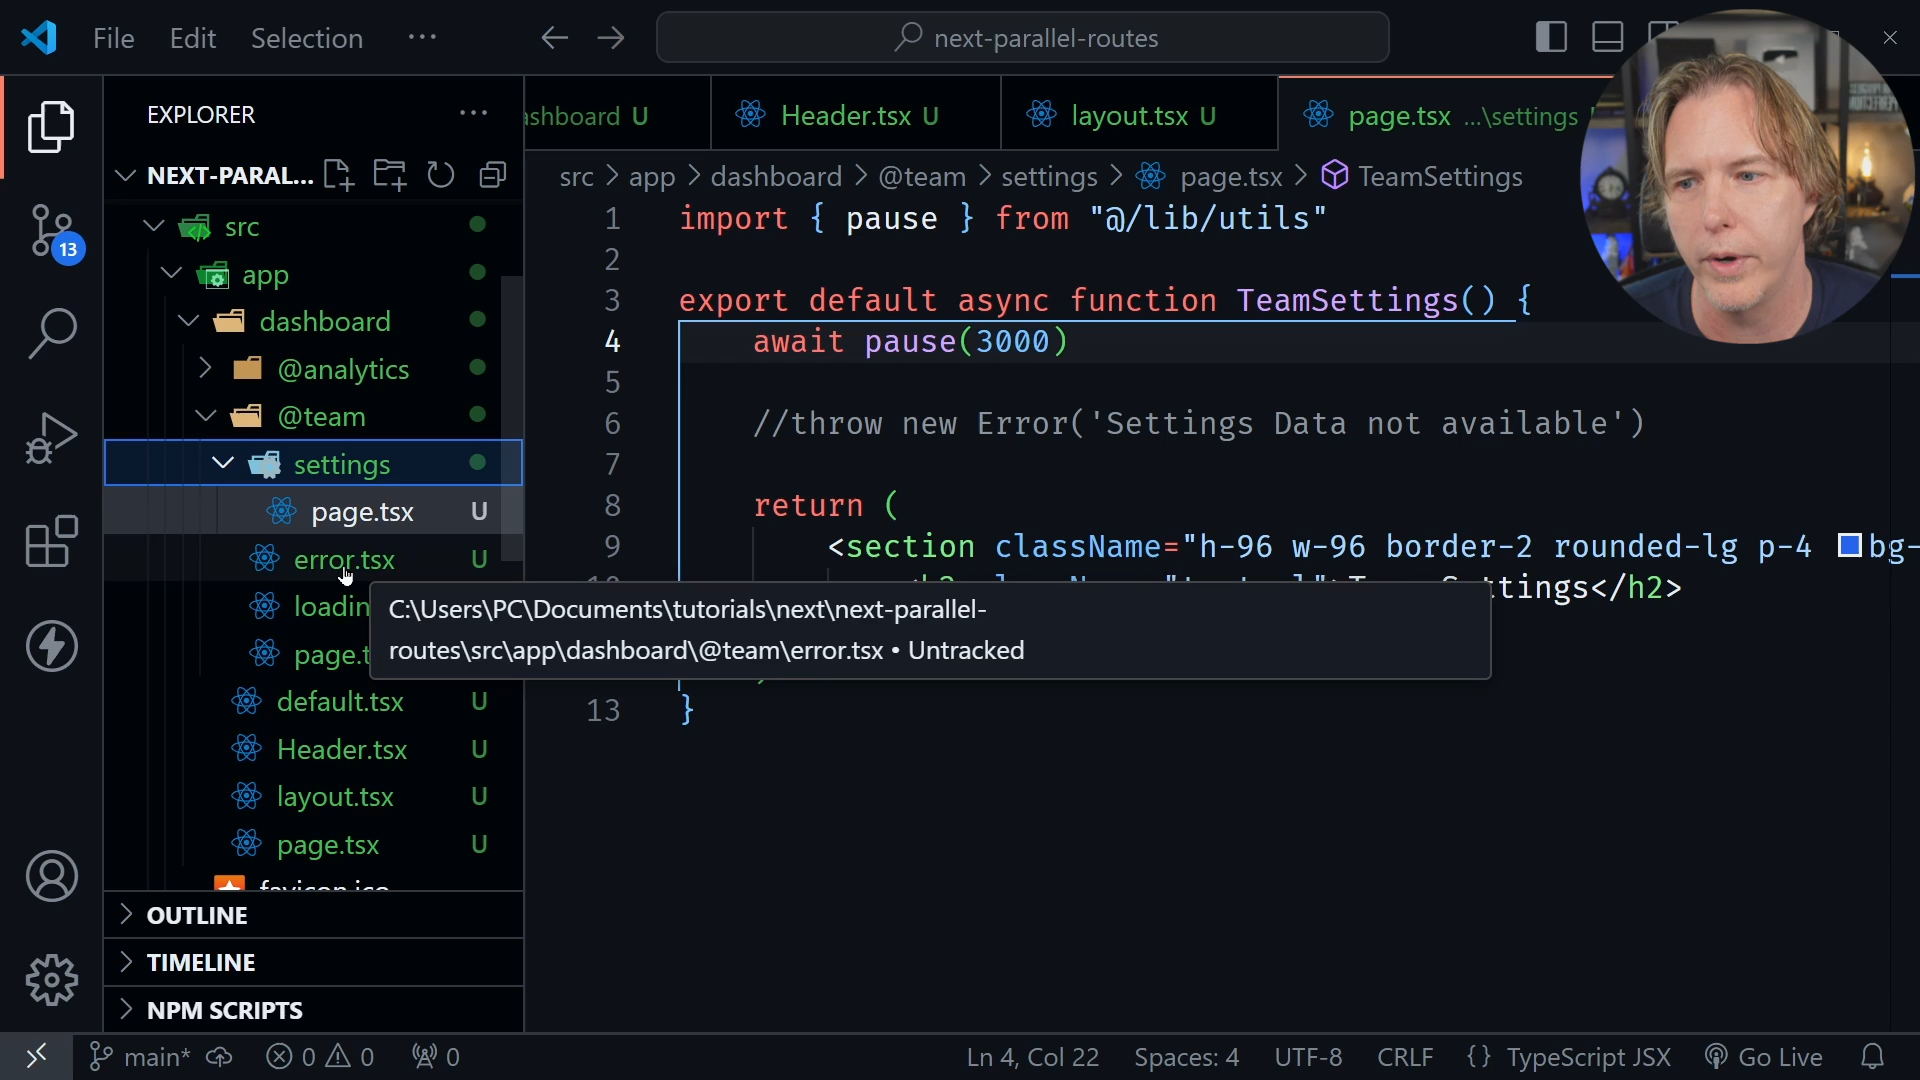 File Edit Selection ···
next-parallel-routes
EXPLORER
NEXT-PARAL...
src
app
dashboard
@analytics
@team
settings
page.tsx U
error.tsx U
loadin
page.t
default.tsx U
Header.tsx U
layout.tsx U
page.tsx U
favicon.ico
OUTLINE
TIMELINE
NPM SCRIPTS
ashboard U
Header.tsx U
layout.tsx U
page.tsx ...\settings
src > app > dashboard > @team > settings > page.tsx > TeamSettings
1 import { pause } from "@/lib/utils"
2
3 export default async function TeamSettings() {
4 await pause(3000)
5
6 //throw new Error('Settings Data not available')
7
8 return (
9 <section className="h-96 w-96 border-2 rounded-lg p-4 bg-
ttings</h2>
C:\Users\PC\Documents\tutorials\next\next-parallel-
routes\src\app\dashboard\@team\error.tsx • Untracked
13 }
13
main* 0 0 0
Ln 4, Col 22 Spaces: 4 UTF-8 CRLF {} TypeScript JSX Go Live